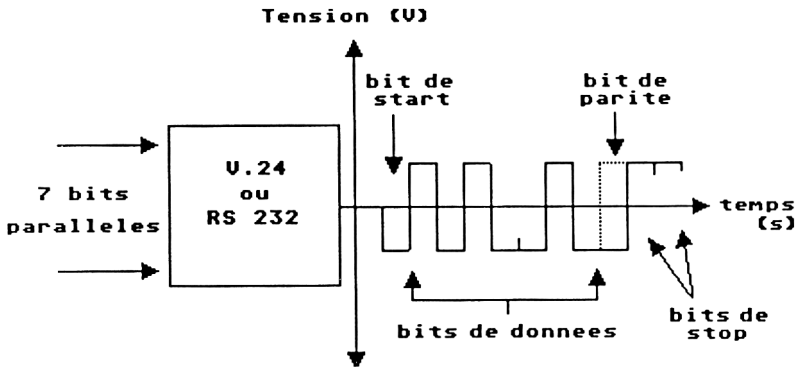 Tension (V)
bit de
start
bit de
parite
V.24
ou
RS 232
7 bits
paralleles
temps
(s)
bits de donnees
bits de
stop